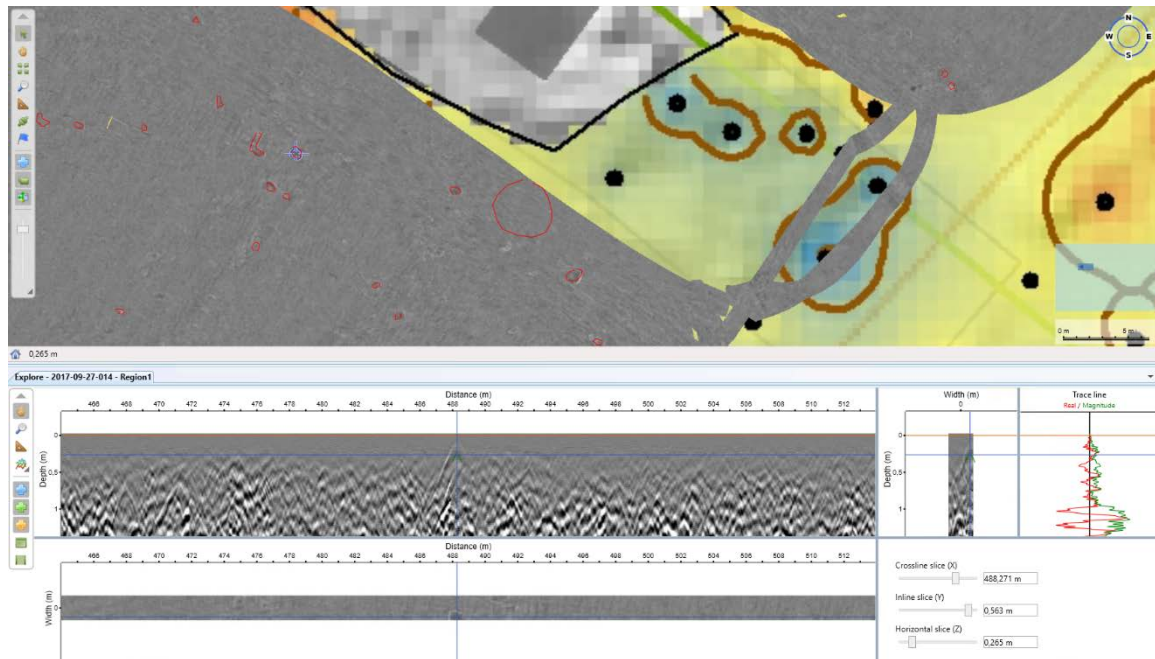 N
W E
S
0 m 5 m
0,265 m
Explore - 2017-09-27-014 - Region1
Distance (m)
466 468 470 472 474 476 478 480 482 484 486 488 490 492 494 496 498 500 502 504 506 508 510 512
Depth (m)
0
0,5
1
Width (m)
0
Depth (m)
0
0,5
1
Trace line
Real / Magnitude
0
0,5
1
Distance (m)
466 468 470 472 474 476 478 480 482 484 486 488 490 492 494 496 498 500 502 504 506 508 510 512
Width (m)
0
Crossline slice (X)
488,271 m
Inline slice (Y)
0,563 m
Horizontal slice (Z)
0,265 m